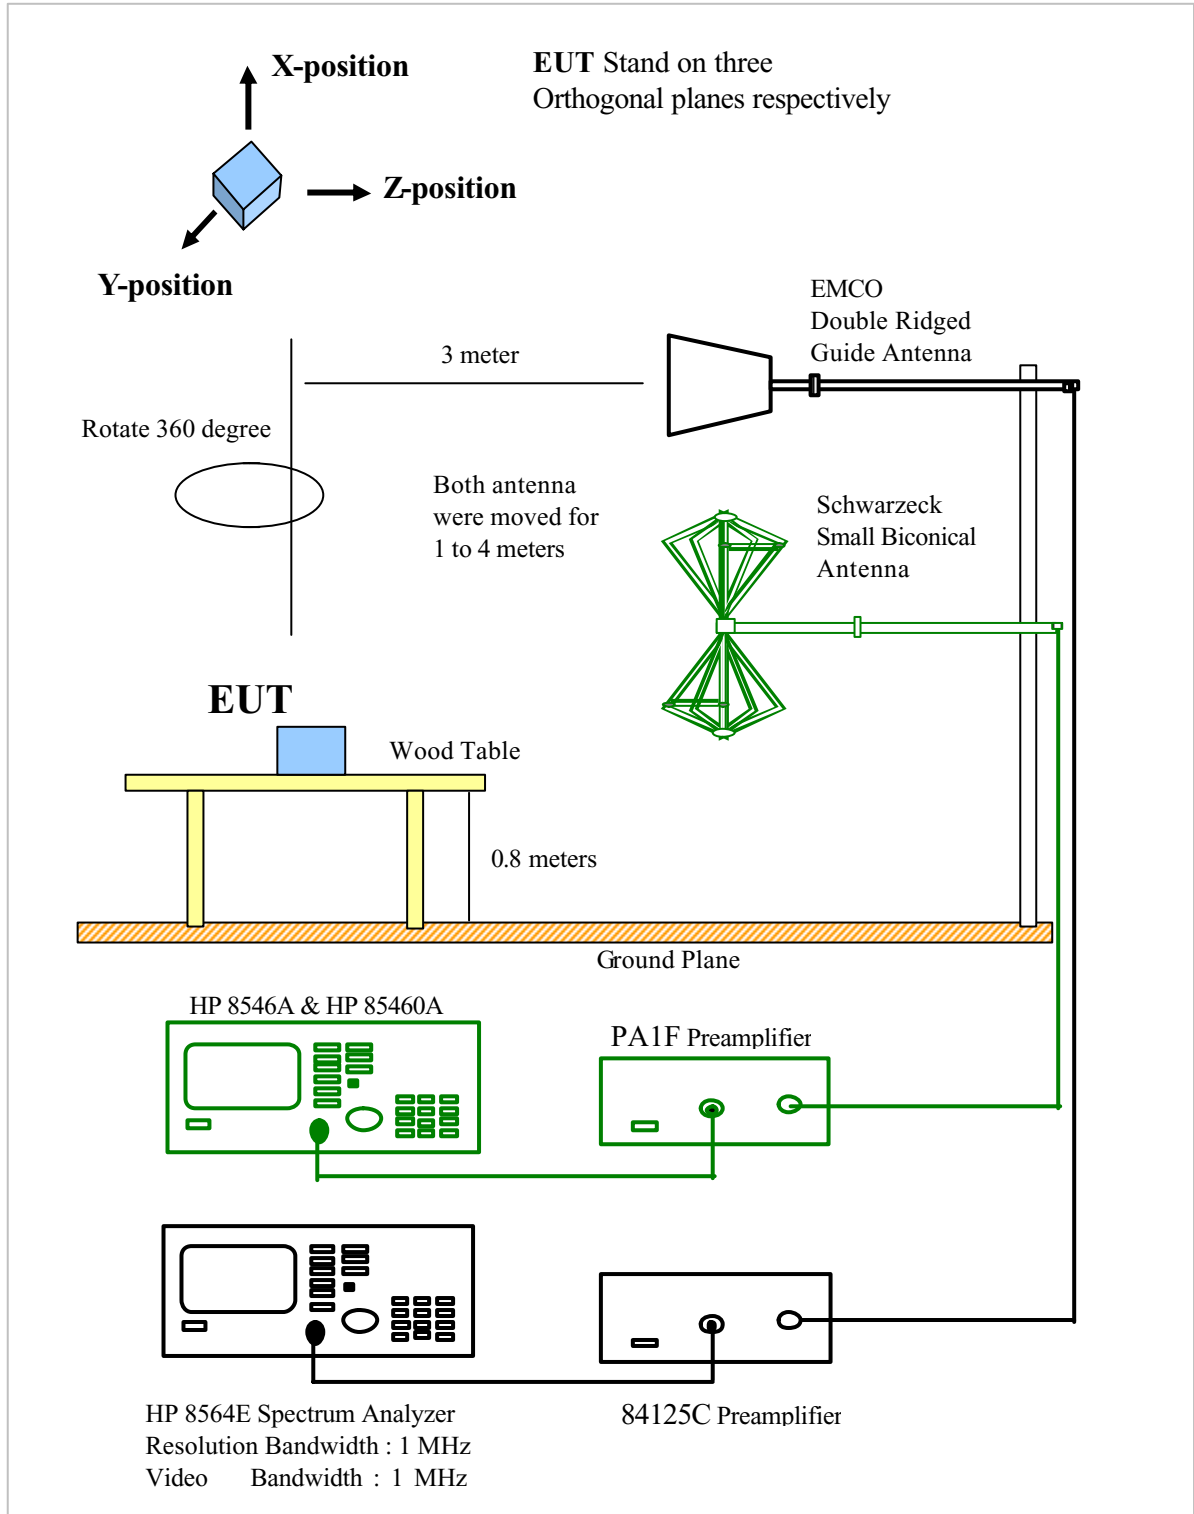 X-position
EUT Stand on three
Orthogonal planes respectively
Z-position
Y-position
EMCO
Double Ridged
Guide Antenna
3 meter
Rotate 360 degree
Both antenna
were moved for
1 to 4 meters
Schwarzeck
Small Biconical
Antenna
EUT
Wood Table
0.8 meters
Ground Plane
HP 8546A & HP 85460A
PA1F Preamplifier
HP 8564E Spectrum Analyzer
Resolution Bandwidth : 1 MHz
Video Bandwidth : 1 MHz
84125C Preamplifier